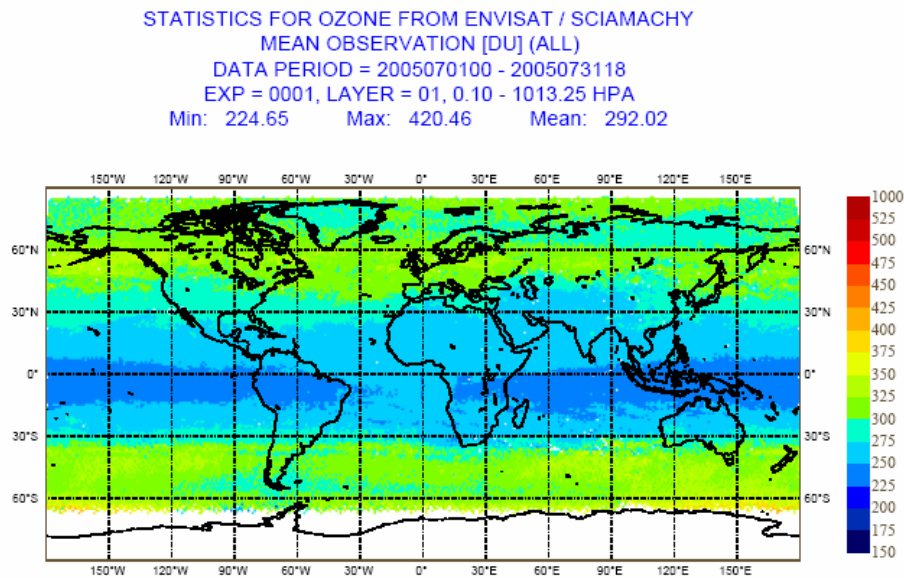 STATISTICS FOR OZONE FROM ENVISAT / SCIAMACHY
MEAN OBSERVATION [DU] (ALL)
DATA PERIOD = 2005070100 - 2005073118
EXP = 0001, LAYER = 01, 0.10 - 1013.25 HPA
Min: 224.65 Max: 420.46 Mean: 292.02
150°W 120°W 90°W 60°W 30°W 0° 30°E 60°E 90°E 120°E 150°E
60°N 60°N
30°N 30°N
0° 0°
30°S 30°S
60°S 60°S
150°W 120°W 90°W 60°W 30°W 0° 30°E 60°E 90°E 120°E 150°E
1000
525
500
475
450
425
400
375
350
325
300
275
250
225
200
175
150